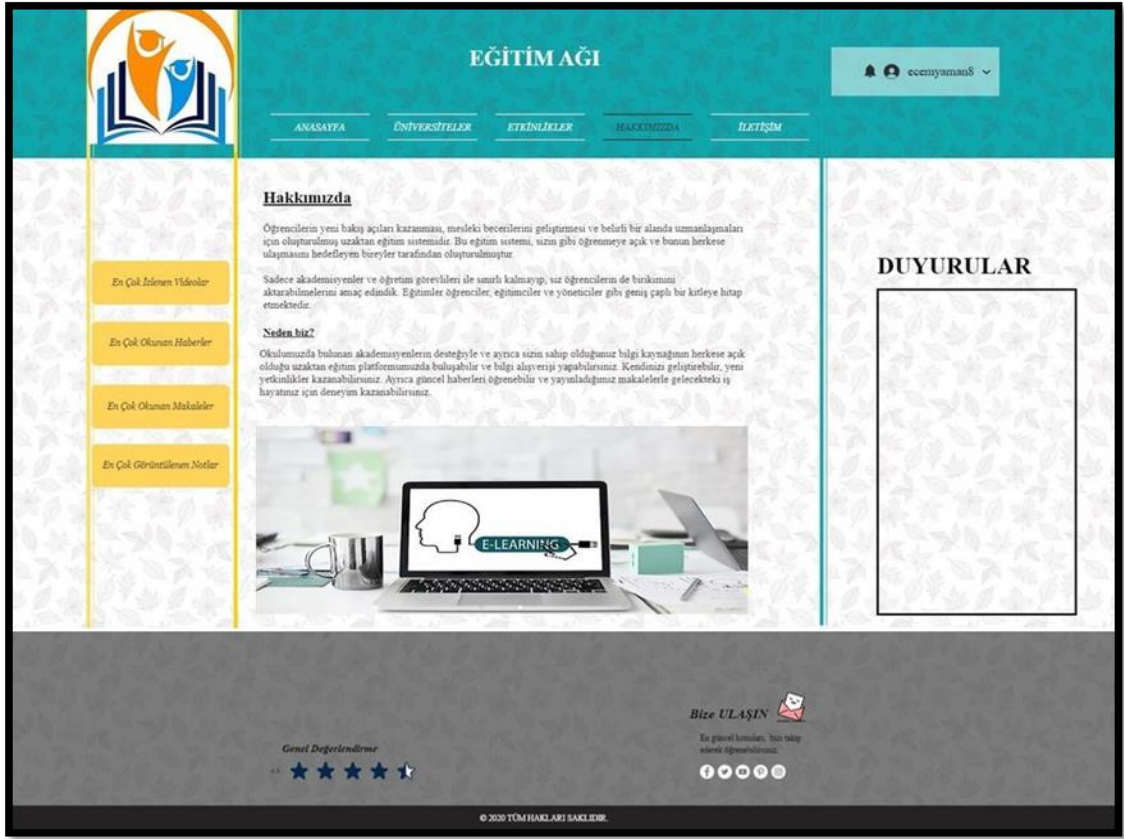 EĞİTİM AĞI
ecemyaman8
ANASAYFA
ÜNİVERSİTELER
ETKİNLİKLER
HAKKIMIZDA
İLETİŞİM
Hakkımızda
Öğrencilerin yeni bakış açıları kazanması, mesleki becerilerini geliştirmesi ve belirli bir alanda uzmanlaşmaları
için oluşturulmuş uzaktan eğitim sistemidir. Bu eğitim sistemi, sizin gibi öğrenmeye açık ve bunun herkese
ulaşmasını hedefleyen bireyler tarafından oluşturulmuştur.
Sadece akademisyenler ve öğretim görevlileri ile sınırlı kalmayıp, siz öğrencilerin de birikimini
aktarabilmelerini amaç edindik. Eğitimler öğrenciler, eğitimciler ve yöneticiler gibi geniş çaplı bir kitleye hitap
etmektedir.
Neden biz?
Okulumuzda bulunan akademisyenlerin desteğiyle ve ayrıca sizin sahip olduğunuz bilgi kaynağının herkese açık
olduğu uzaktan eğitim platformumuzda buluşabilir ve bilgi alışverişi yapabilirsiniz. Kendinizi geliştirebilir, yeni
yetkinlikler kazanabilirsiniz. Ayrıca güncel haberleri öğrenebilir ve yayınladığımız makalelerle gelecekteki iş
hayatınız için deneyim kazanabilirsiniz.
En Çok İzlenen Videolar
En Çok Okunan Haberler
En Çok Okunan Makaleler
En Çok Görüntülenen Notlar
DUYURULAR
E-LEARNING
Genel Değerlendirme
Bize ULAŞIN
En güncel konuları, bizi takip
ederek öğrenebilirsiniz.
© 2020 TÜM HAKLARI SAKLIDIR.